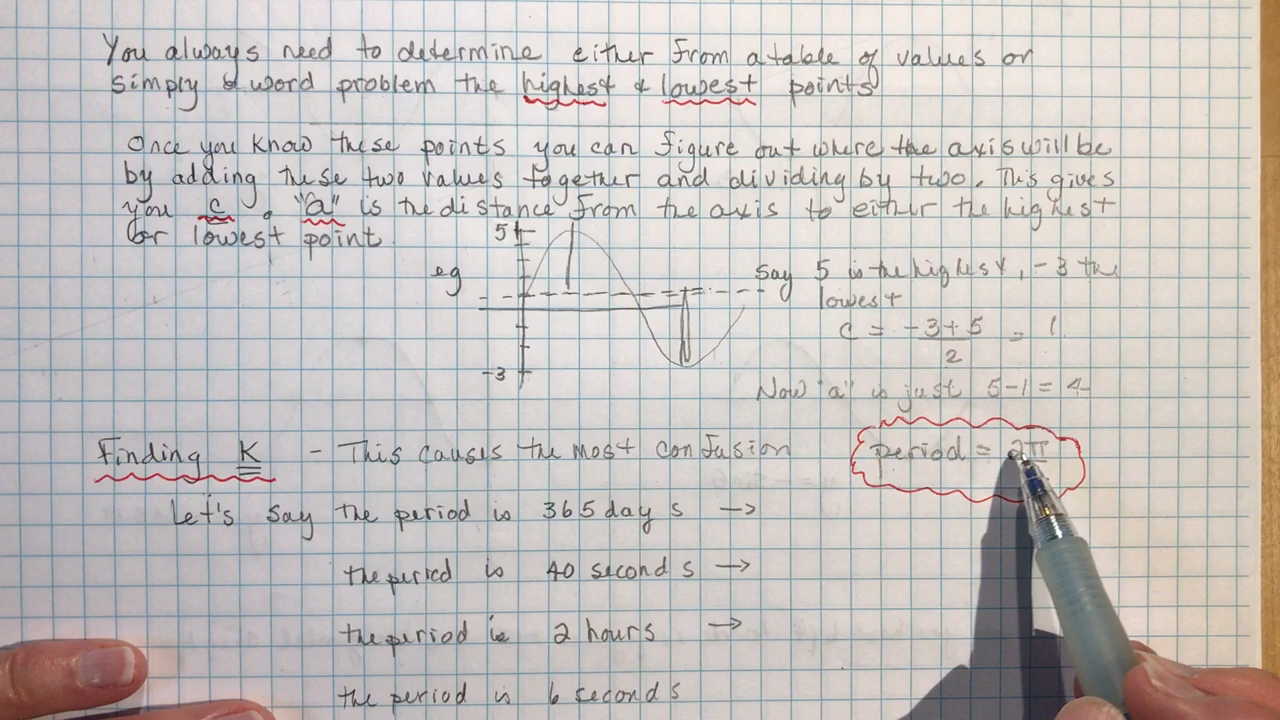 You always need to determine either from a table of values or
simply a word problem the highest & lowest points
Once you know these points you can figure out where the axis will be
by adding these two values together and dividing by two. This gives
you c. "a" is the distance from the axis to either the highest
or lowest point
5
eg
say 5 is the highest, -3 the
lowest
c = -3+5 = 1
2
-3
Now "a" is just 5-1 = 4
Finding K - This causes the most confusion
period = 2π
Let's say the period is 365 days →
the period is 40 seconds →
the period is 2 hours →
the period is 6 seconds